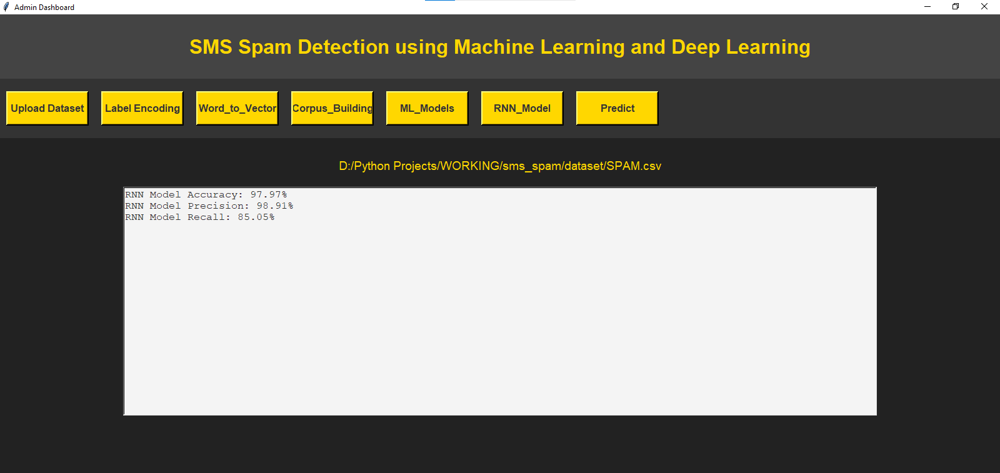 Admin Dashboard
SMS Spam Detection using Machine Learning and Deep Learning
Upload Dataset
Label Encoding
Word_to_Vector
Corpus_Building
ML_Models
RNN_Model
Predict
D:/Python Projects/WORKING/sms_spam/dataset/SPAM.csv
RNN Model Accuracy: 97.97%
RNN Model Precision: 98.91%
RNN Model Recall: 85.05%